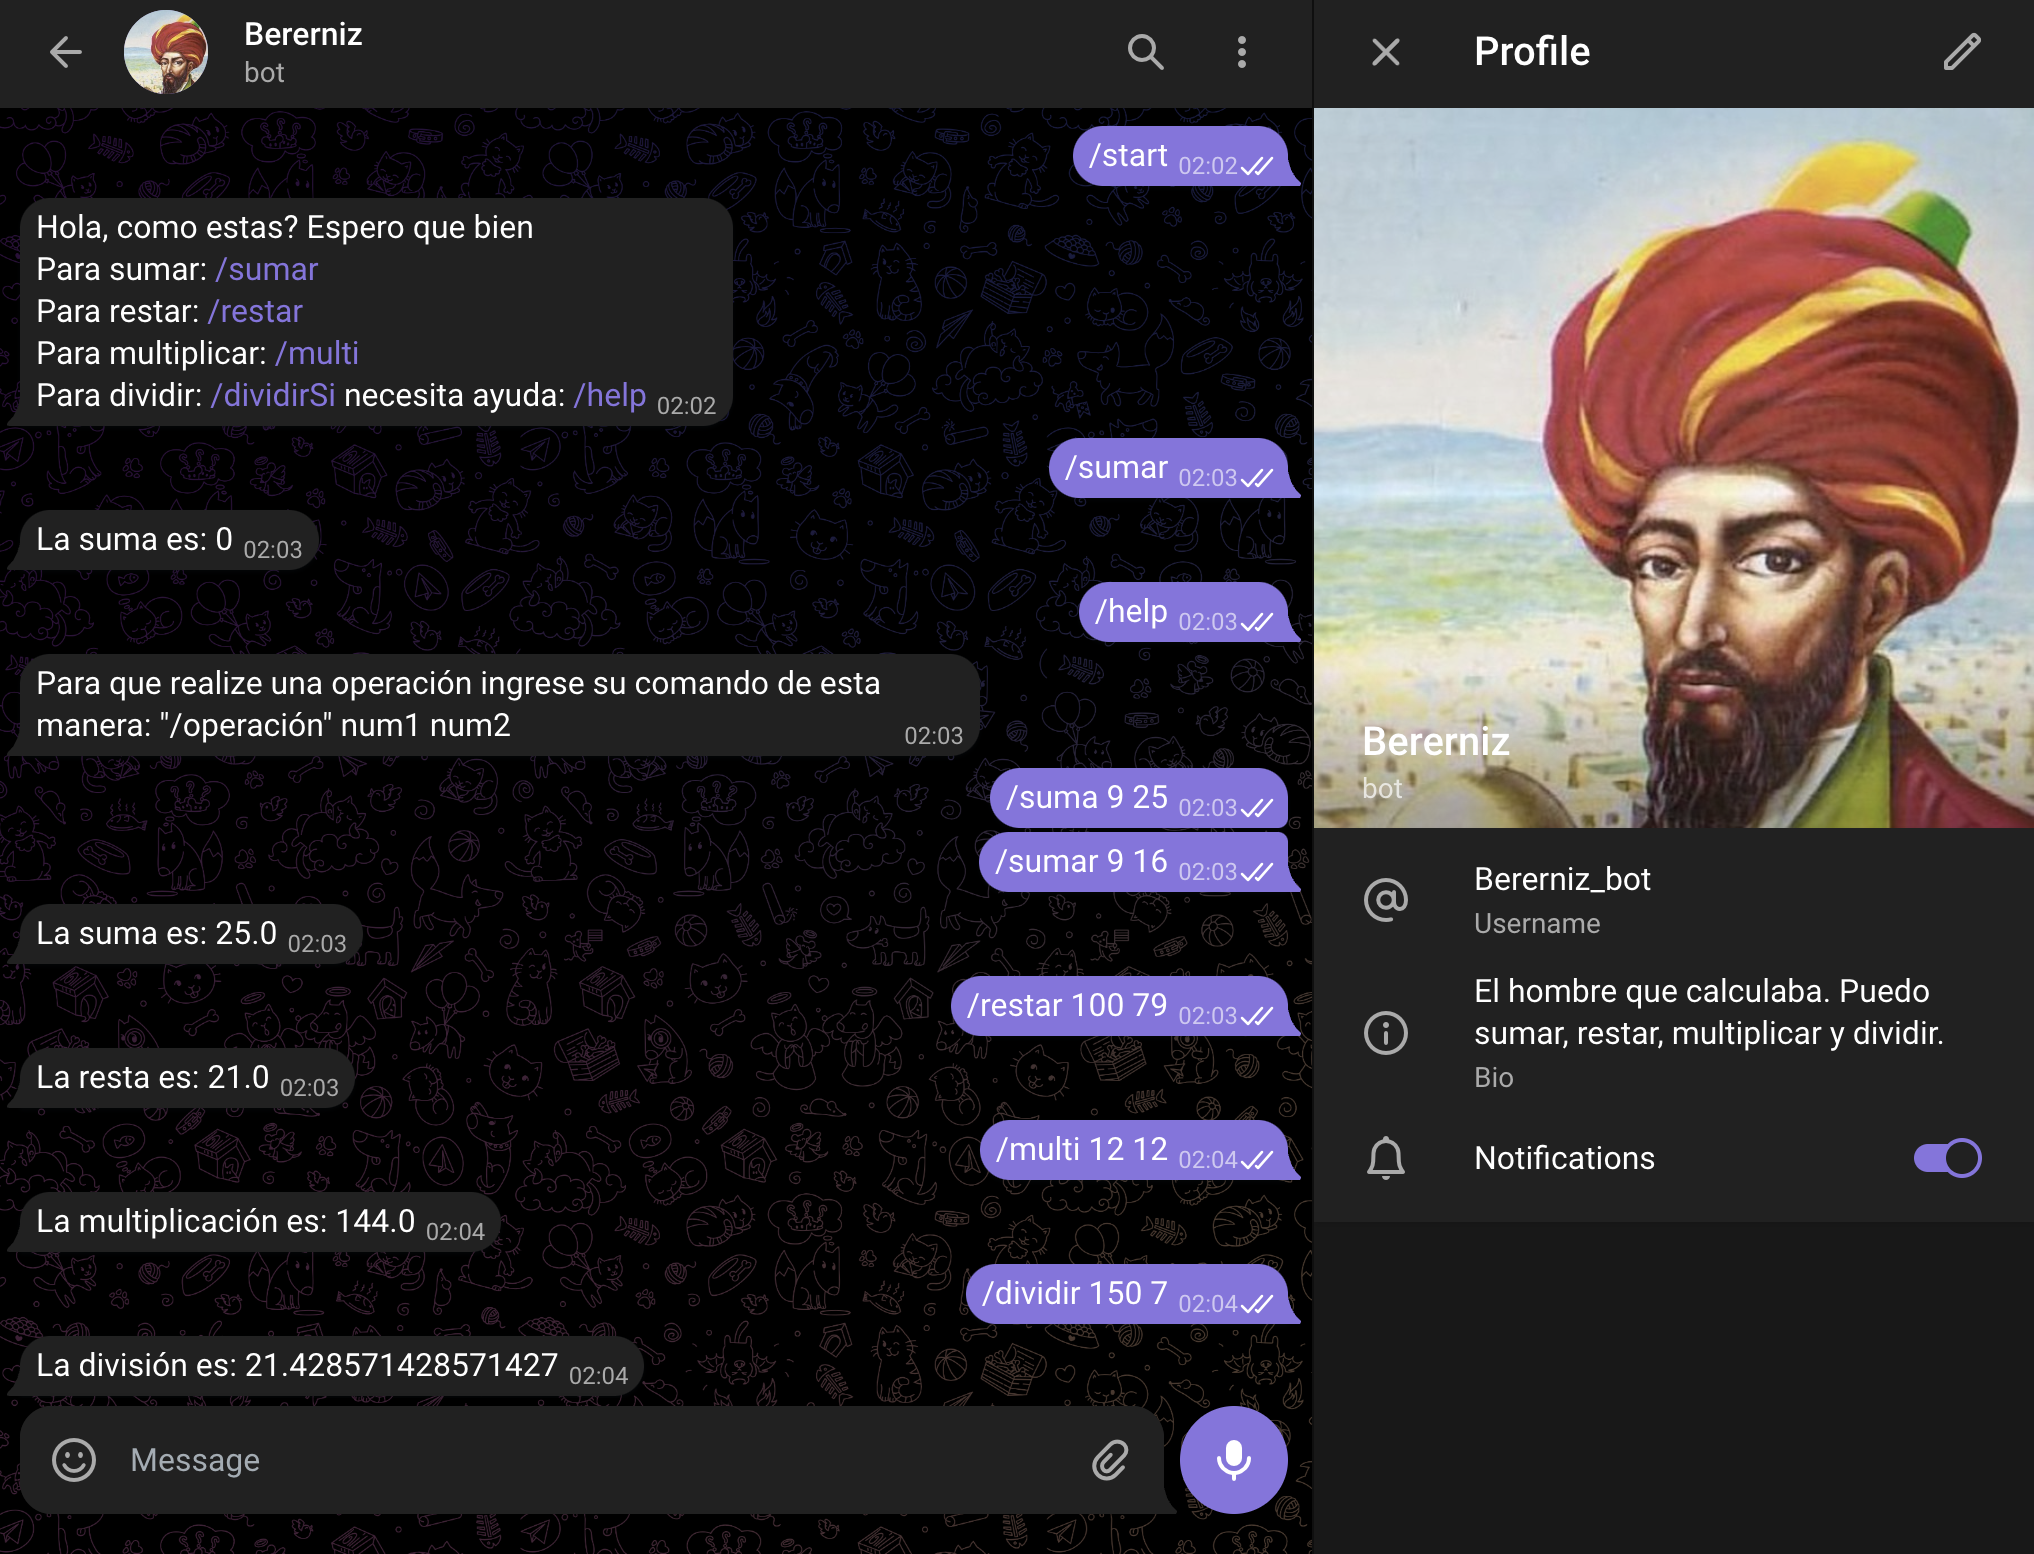 Bererniz
bot
/start 02:02
Hola, como estas? Espero que bien
Para sumar: /sumar
Para restar: /restar
Para multiplicar: /multi
Para dividir: /dividirSi necesita ayuda: /help 02:02
/sumar 02:03
La suma es: 0 02:03
/help 02:03
Para que realize una operación ingrese su comando de esta
manera: "/operación" num1 num2 02:03
/suma 9 25 02:03
/sumar 9 16 02:03
La suma es: 25.0 02:03
/restar 100 79 02:03
La resta es: 21.0 02:03
/multi 12 12 02:04
La multiplicación es: 144.0 02:04
/dividir 150 7 02:04
La división es: 21.428571428571427 02:04
Message
Profile
Bererniz
bot
Bererniz_bot
Username
El hombre que calculaba. Puedo
sumar, restar, multiplicar y dividir.
Bio
Notifications